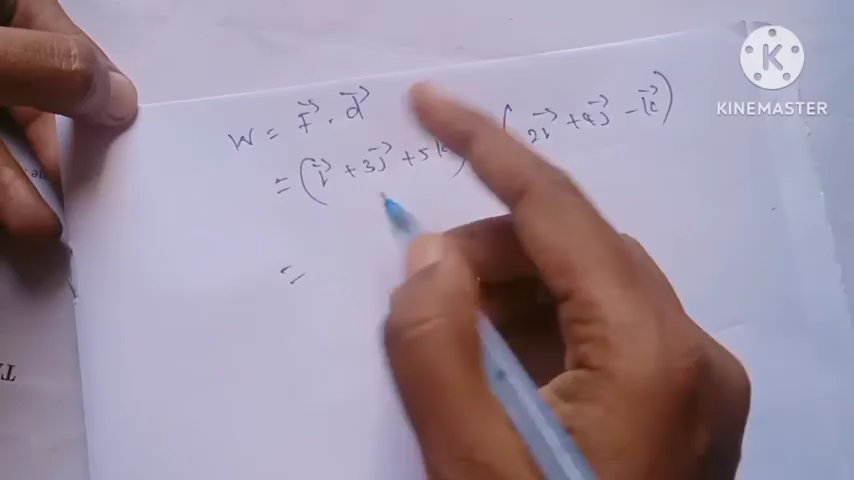 KINEMASTER
W = F⃗ . d⃗
= (i⃗ + 3j⃗ + 5k (2i⃗ + 4j⃗ - k⃗)
=